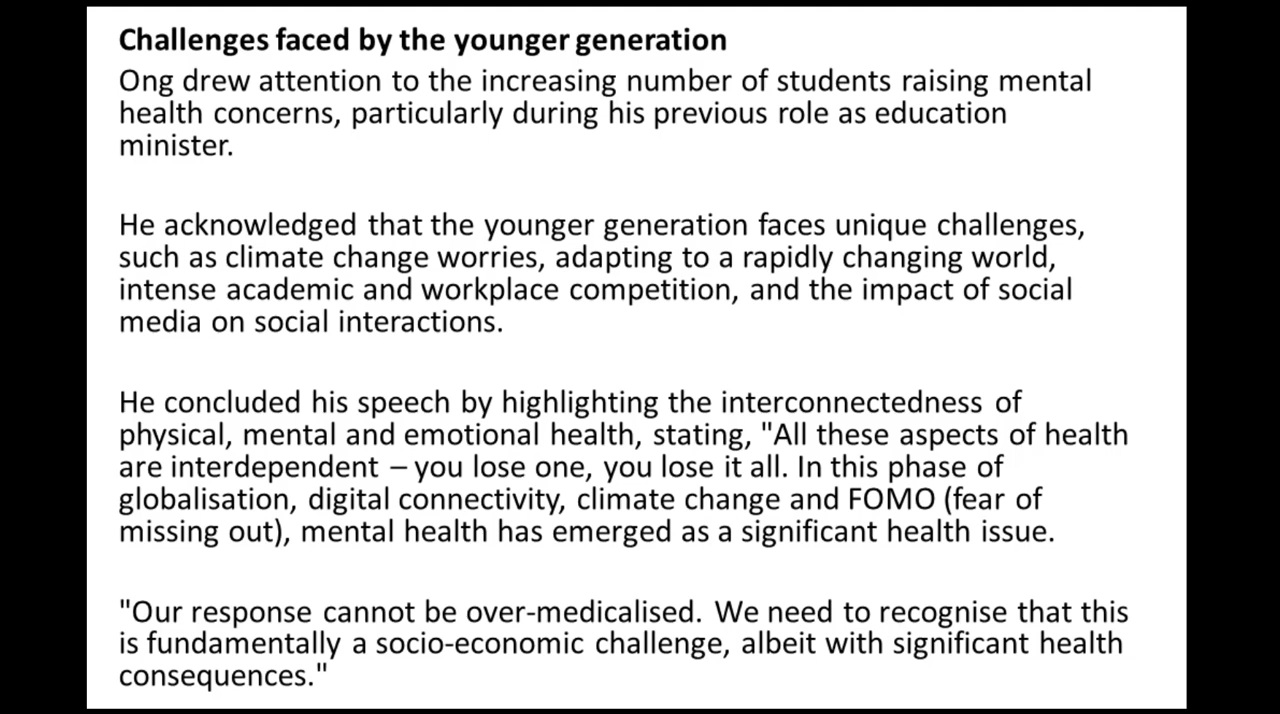 Challenges faced by the younger generation
Ong drew attention to the increasing number of students raising mental
health concerns, particularly during his previous role as education
minister.
He acknowledged that the younger generation faces unique challenges,
such as climate change worries, adapting to a rapidly changing world,
intense academic and workplace competition, and the impact of social
media on social interactions.
He concluded his speech by highlighting the interconnectedness of
physical, mental and emotional health, stating, "All these aspects of health
are interdependent – you lose one, you lose it all. In this phase of
globalisation, digital connectivity, climate change and FOMO (fear of
missing out), mental health has emerged as a significant health issue.
"Our response cannot be over-medicalised. We need to recognise that this
is fundamentally a socio-economic challenge, albeit with significant health
consequences."